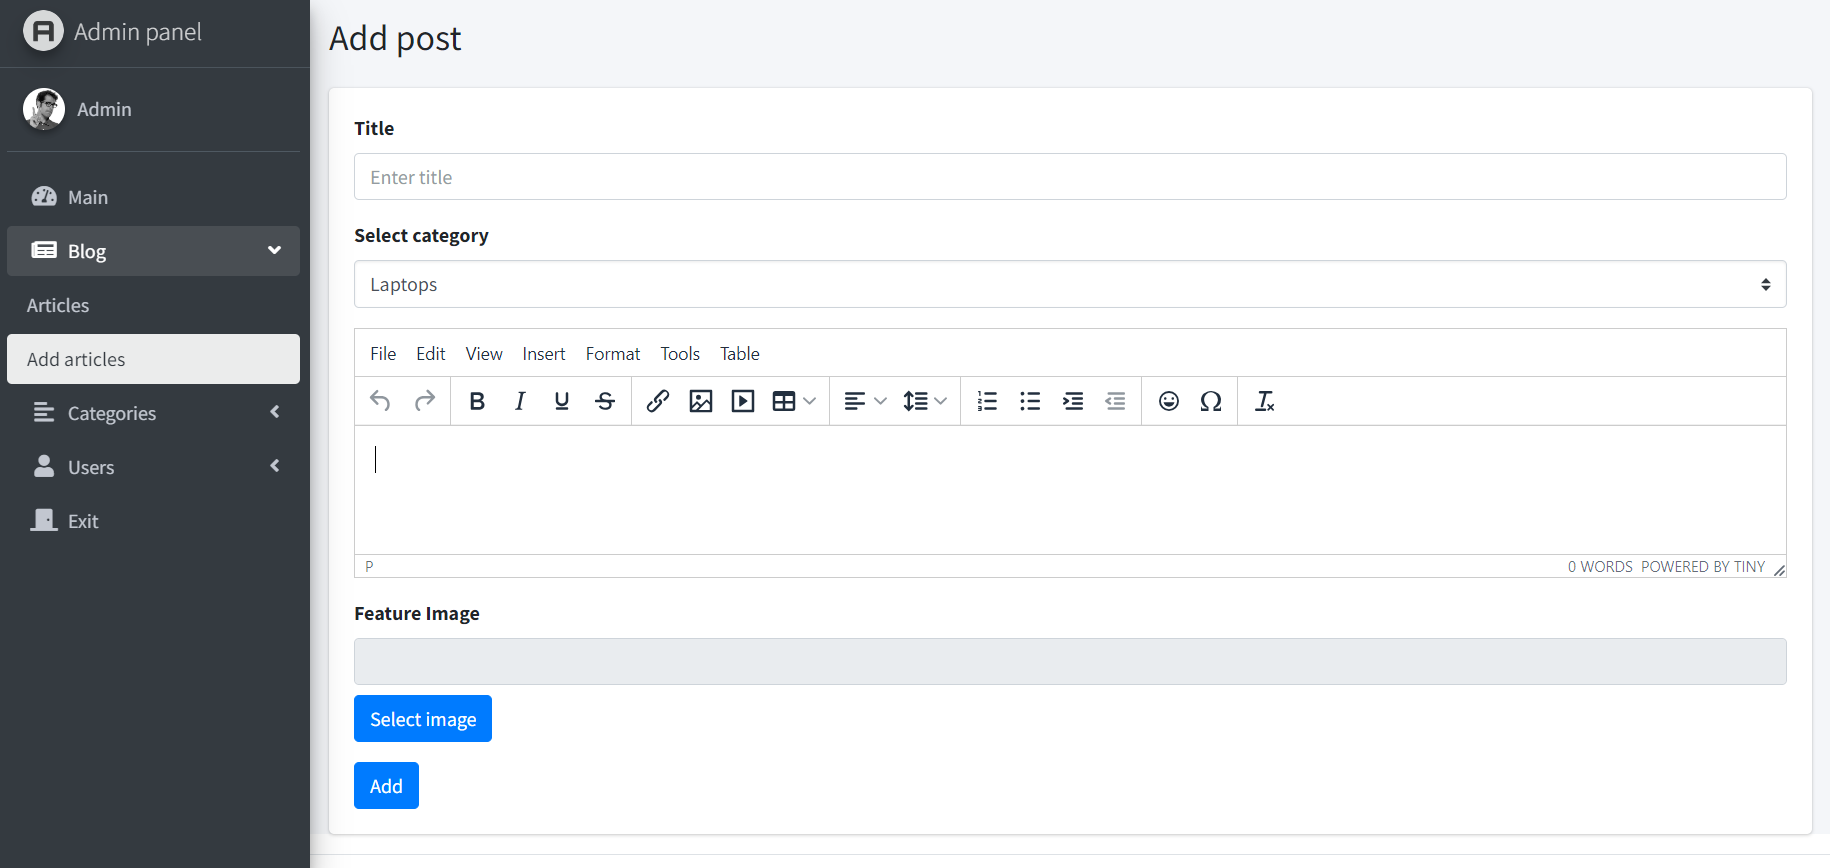 Admin panel
Admin
Main
Blog
Articles
Add articles
Categories
Users
Exit
Add post
Title
Enter title
Select category
Laptops
File Edit View Insert Format Tools Table
P 0 WORDS POWERED BY TINY
Feature Image
Select image
Add